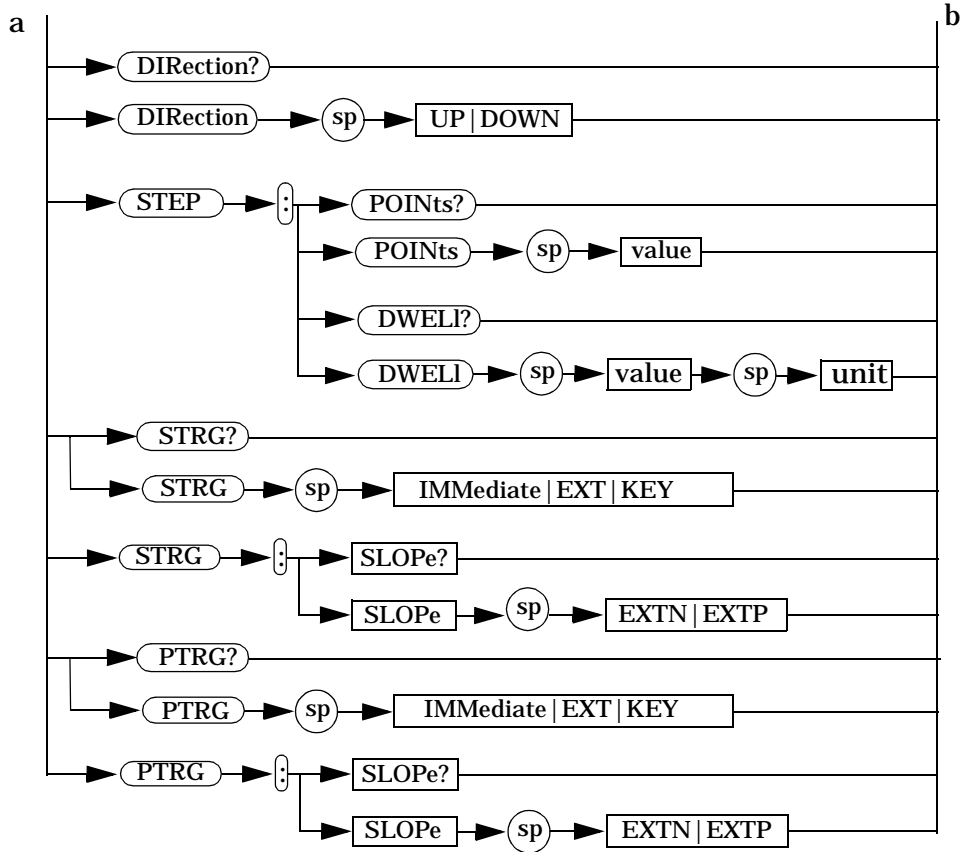 a b
DIRection?
DIRection sp UP|DOWN
STEP : POINts?
POINts sp value
DWELl?
DWELl sp value sp unit
STRG?
STRG sp IMMediate|EXT|KEY
STRG : SLOPe?
SLOPe sp EXTN|EXTP
PTRG?
PTRG sp IMMediate|EXT|KEY
PTRG : SLOPe?
SLOPe sp EXTN|EXTP